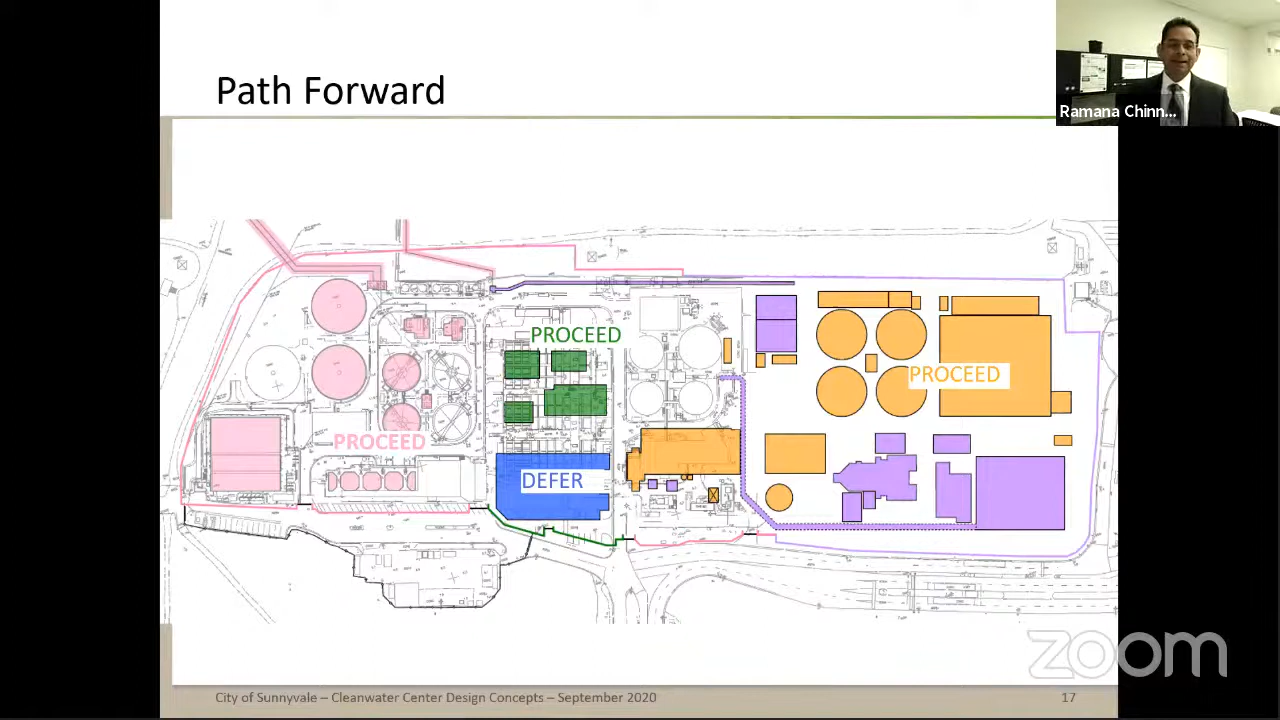 Path Forward
Ramana Chinn...
PROCEED
PROCEED
PROCEED
DEFER
zoom
City of Sunnyvale – Cleanwater Center Design Concepts – September 2020
17